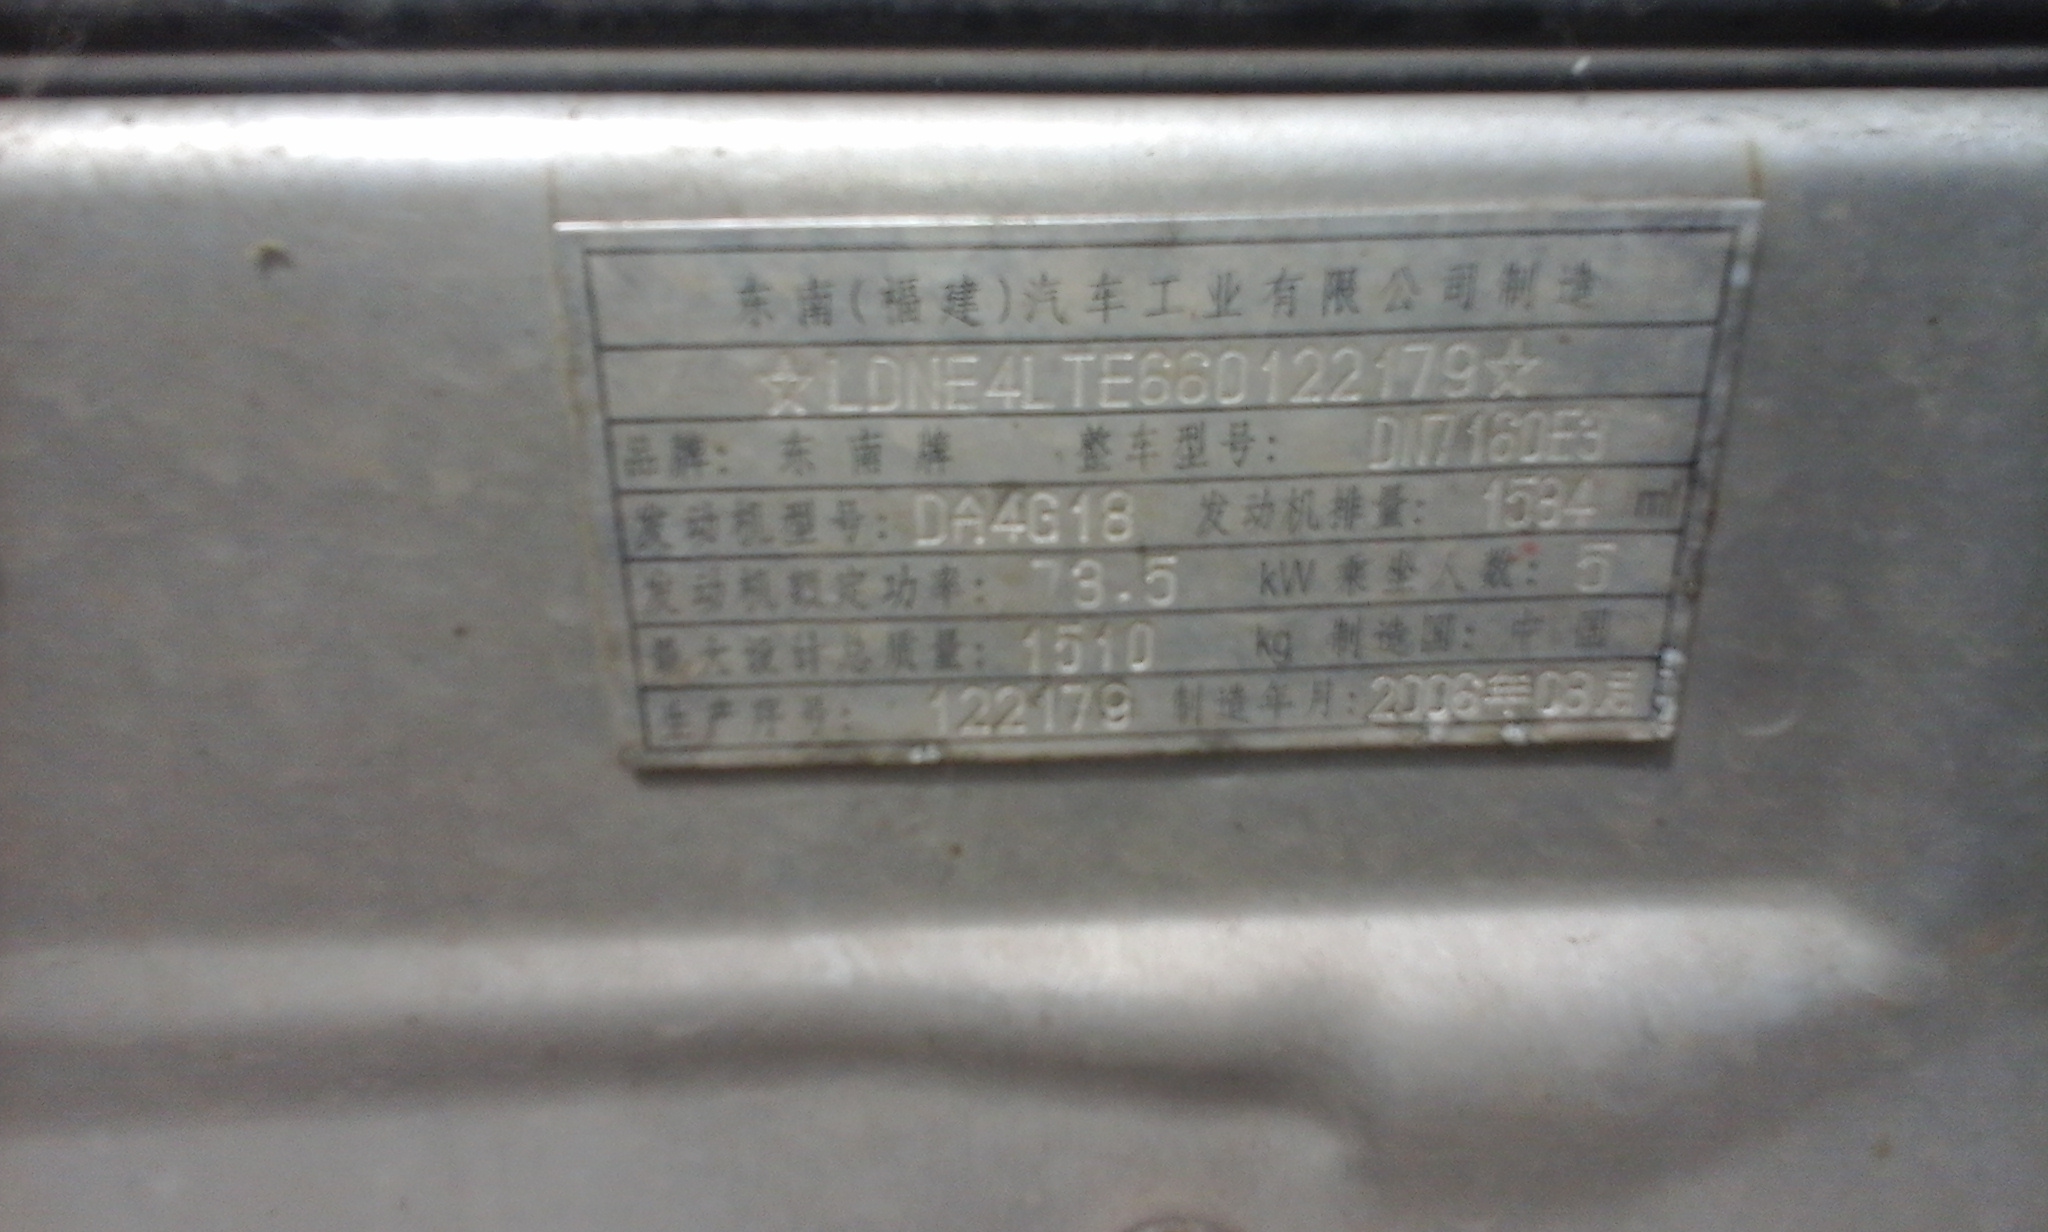 东南(福建)汽车工业有限公司制造
☆LDNE4LTE660122179☆
品牌: 东南牌 整车型号: DN7160E3
发动机型号: DA4G18 发动机排量: 1584 ml
发动机额定功率: 73.5 kW 乘坐人数: 5
最大设计总质量: 1510 kg 制造国: 中国
生产序号: 122179 制造年月: 2006年03月